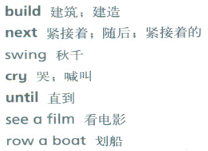 build 建筑；建造
next 紧接着；随后；紧接着的
swing 秋千
cry 哭；喊叫
until 直到
see a film 看电影
row a boat 划船